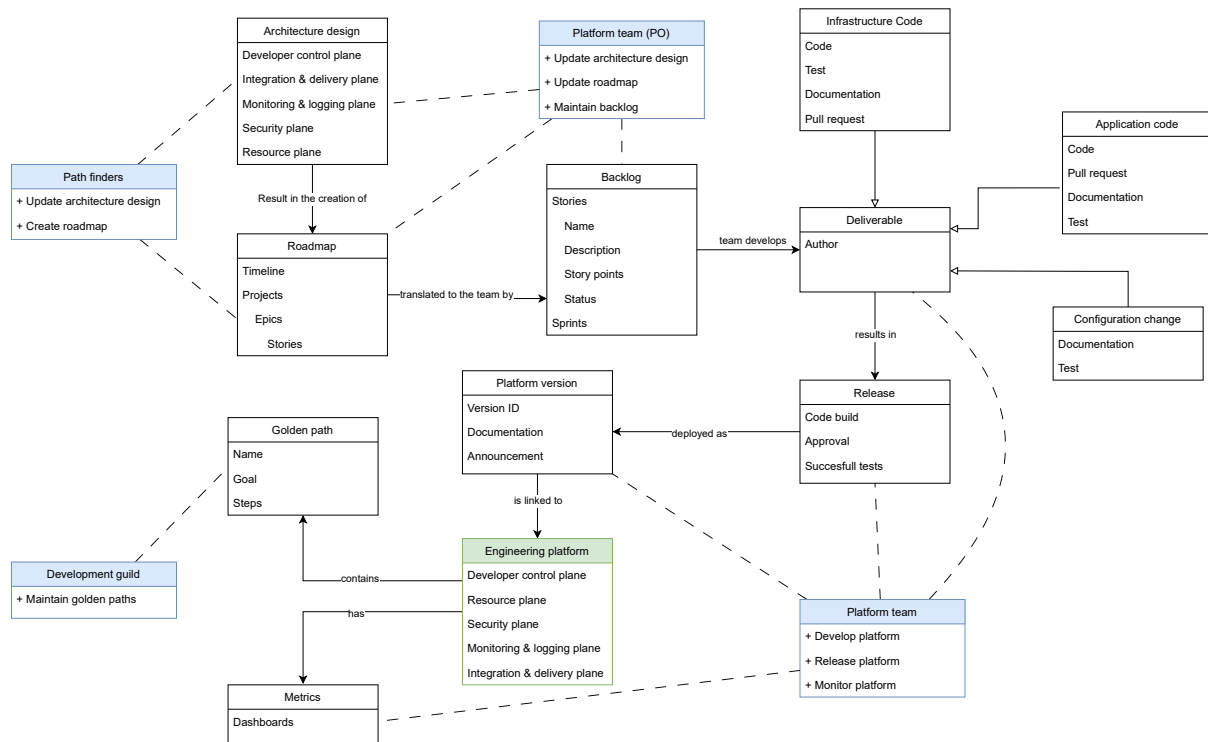 Architecture design
Developer control plane
Integration & delivery plane
Monitoring & logging plane
Security plane
Resource plane
Platform team (PO)
+ Update architecture design
+ Update roadmap
+ Maintain backlog
Infrastructure Code
Code
Test
Documentation
Pull request
Application code
Code
Pull request
Documentation
Test
Path finders
+ Update architecture design
+ Create roadmap
Result in the creation of
Roadmap
Timeline
Projects
Epics
Stories
translated to the team by
Backlog
Stories
Name
Description
Story points
Status
Sprints
team develops
Deliverable
Author
Configuration change
Documentation
Test
results in
Release
Code build
Approval
Succesfull tests
deployed as
Platform version
Version ID
Documentation
Announcement
is linked to
Golden path
Name
Goal
Steps
Development guild
+ Maintain golden paths
contains
has
Engineering platform
Developer control plane
Resource plane
Security plane
Monitoring & logging plane
Integration & delivery plane
Platform team
+ Develop platform
+ Release platform
+ Monitor platform
Metrics
Dashboards